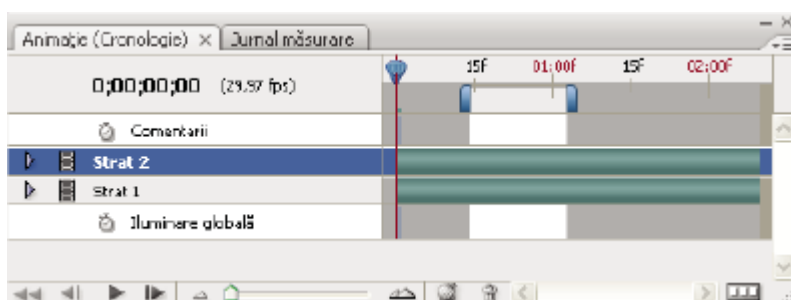 Animație (Cronologie) × Jurnal măsurare
0;00;00;00 (29.97 fps)
15f 01:00f 15f 02:00f
Comentarii
Strat 2
Strat 1
Iluminare globală